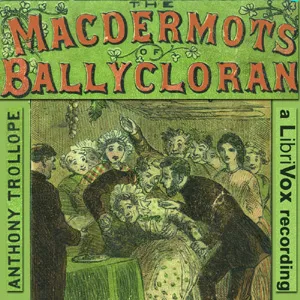 THE
MACDERMOTS
OF
BALLYCLORAN
ANTHONY TROLLOPE
a LibriVox recording